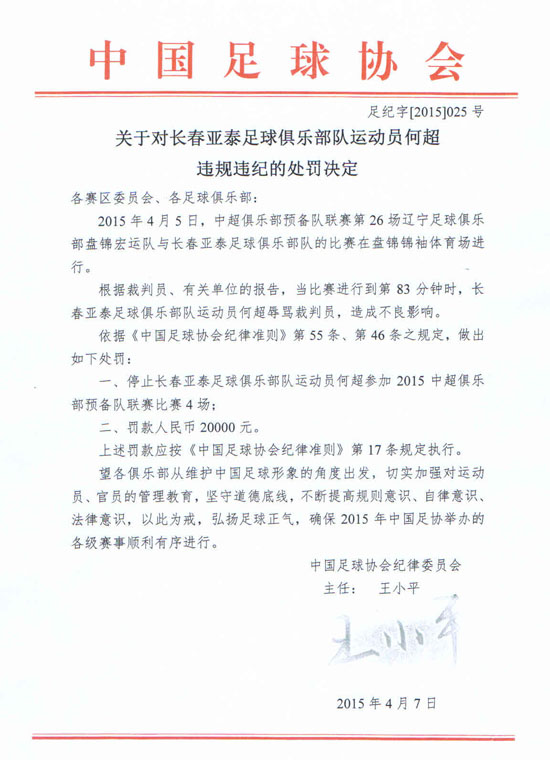 中国足球协会
足纪字[2015]025 号
关于对长春亚泰足球俱乐部队运动员何超
违规违纪的处罚决定
各赛区委员会、各足球俱乐部：
2015 年 4 月 5 日，中超俱乐部预备队联赛第 26 场辽宁足球俱乐
部盘锦宏运队与长春亚泰足球俱乐部队的比赛在盘锦锦袖体育场进
行。
根据裁判员、有关单位的报告，当比赛进行到第 83 分钟时，长
春亚泰足球俱乐部队运动员何超辱骂裁判员，造成不良影响。
依据《中国足球协会纪律准则》第 55 条、第 46 条之规定，做出
如下处罚：
一、停止长春亚泰足球俱乐部队运动员何超参加 2015 中超俱乐
部预备队联赛比赛 4 场；
二、罚款人民币 20000 元。
上述罚款应按《中国足球协会纪律准则》第 17 条规定执行。
望各俱乐部从维护中国足球形象的角度出发，切实加强对运动
员、官员的管理教育，坚守道德底线，不断提高规则意识、自律意识、
法律意识，以此为戒，弘扬足球正气，确保 2015 年中国足协举办的
各级赛事顺利有序进行。
中国足球协会纪律委员会
主任： 王小平
王小平
2015 年 4 月 7 日